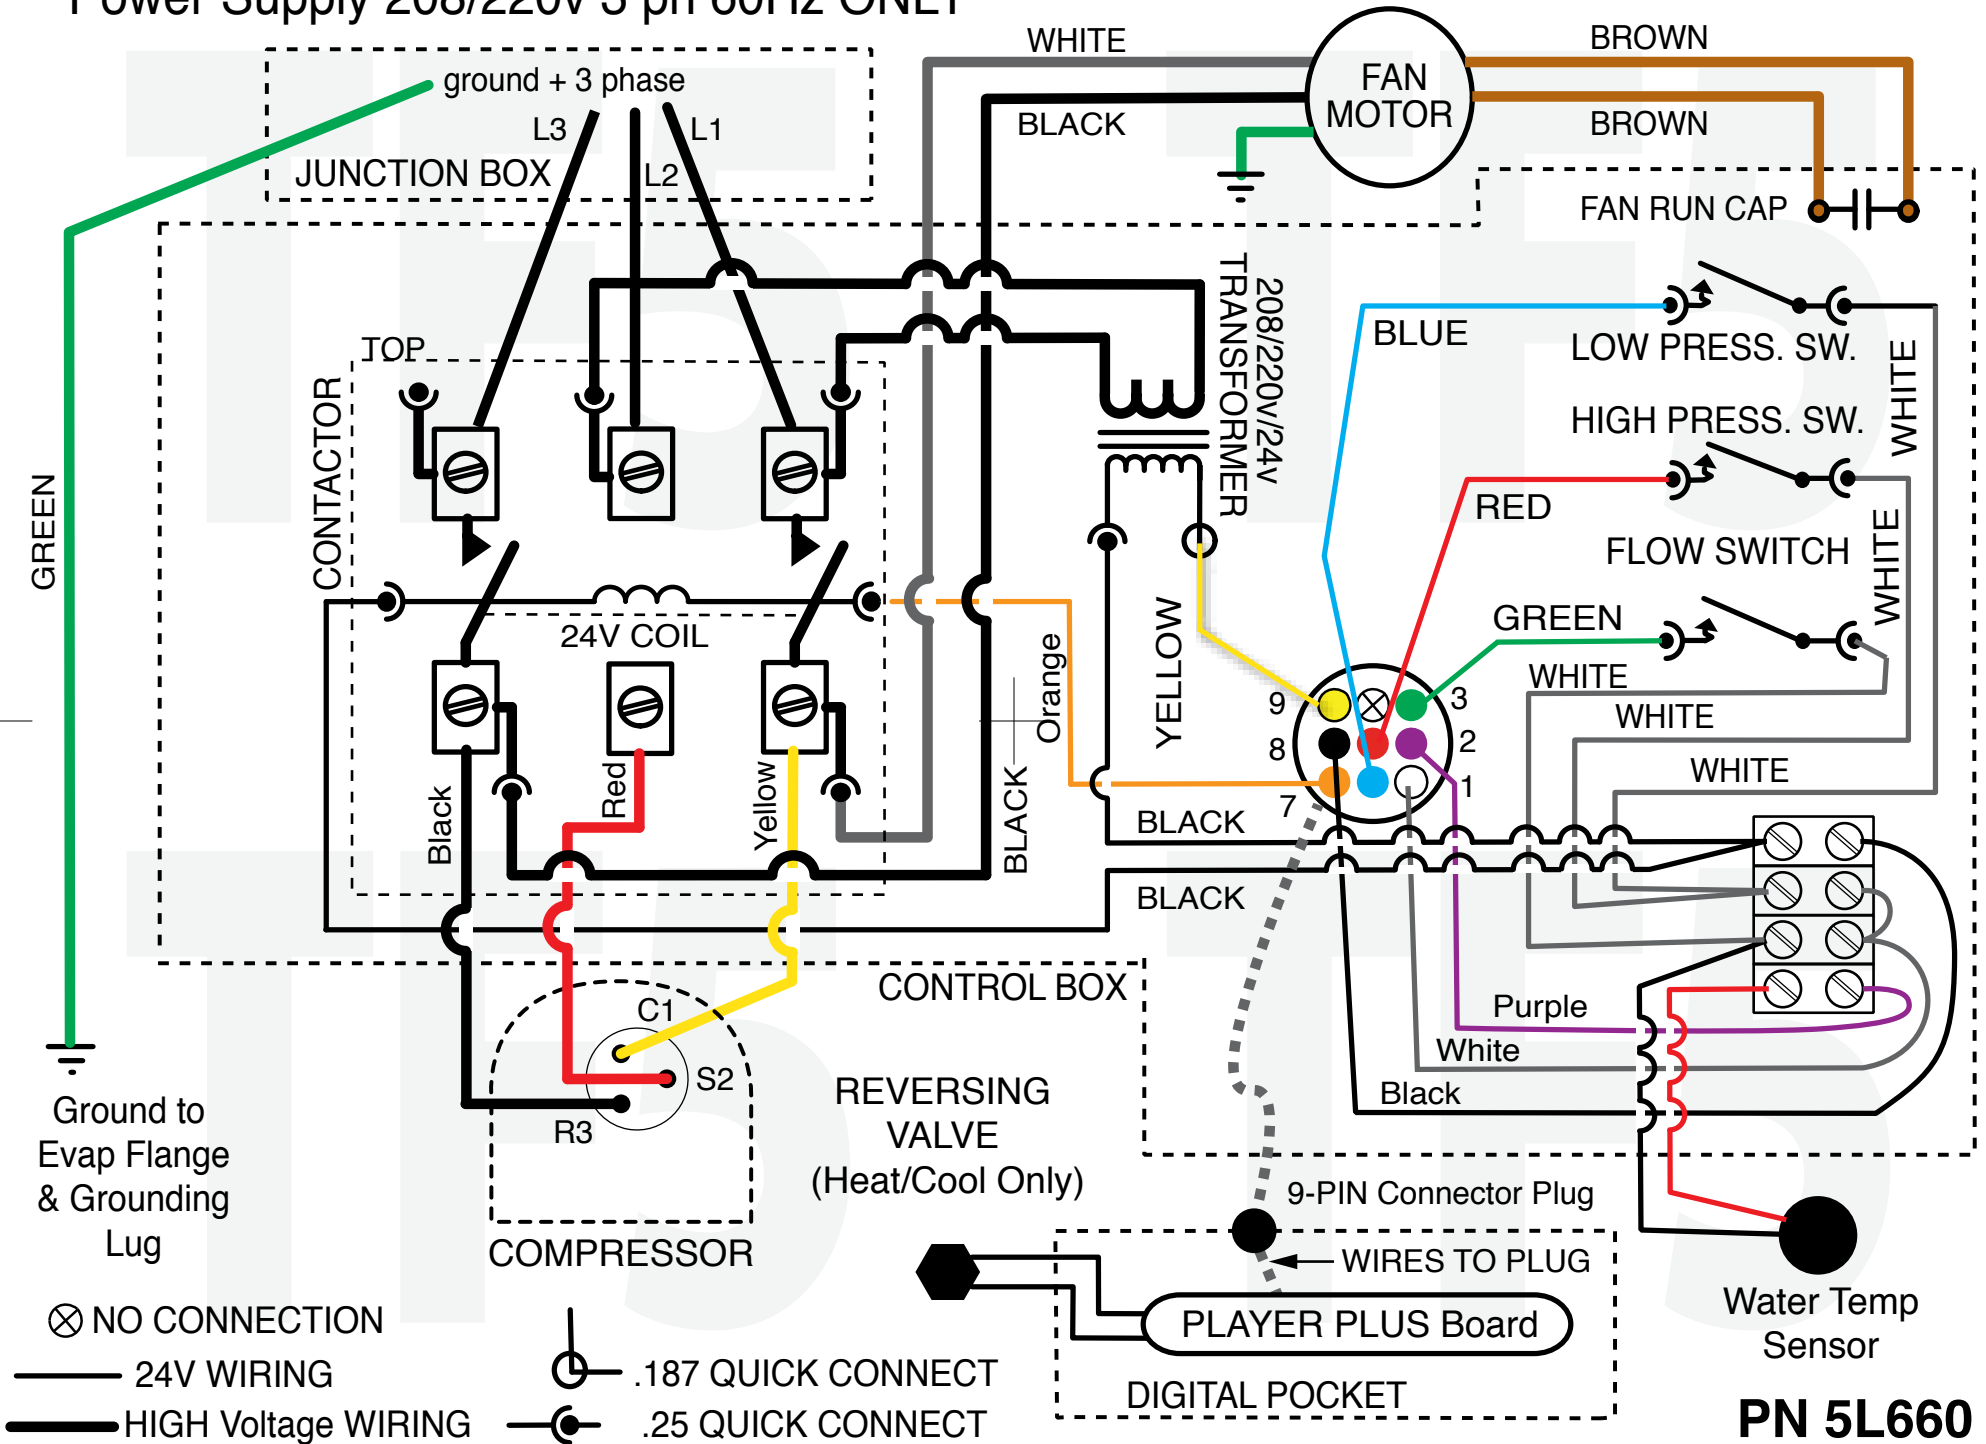 Power Supply 208/220v 3 ph 60Hz ONLY
ground + 3 phase
L3
L1
L2
JUNCTION BOX
WHITE
BLACK
FAN
MOTOR
BROWN
BROWN
FAN RUN CAP
208/220v/24v
TRANSFORMER
BLUE
LOW PRESS. SW.
WHITE
HIGH PRESS. SW.
RED
WHITE
FLOW SWITCH
GREEN
TOP
CONTACTOR
GREEN
24V COIL
Orange
YELLOW
WHITE
WHITE
WHITE
9
8
7
3
2
1
Black
Red
Yellow
BLACK
BLACK
BLACK
CONTROL BOX
Purple
White
Black
C1
S2
R3
COMPRESSOR
REVERSING
VALVE
(Heat/Cool Only)
Ground to
Evap Flange
& Grounding
Lug
9-PIN Connector Plug
WIRES TO PLUG
PLAYER PLUS Board
DIGITAL POCKET
Water Temp
Sensor
NO CONNECTION
24V WIRING
HIGH Voltage WIRING
.187 QUICK CONNECT
.25 QUICK CONNECT
PN 5L660
TF5
TF5
TF5
TF5